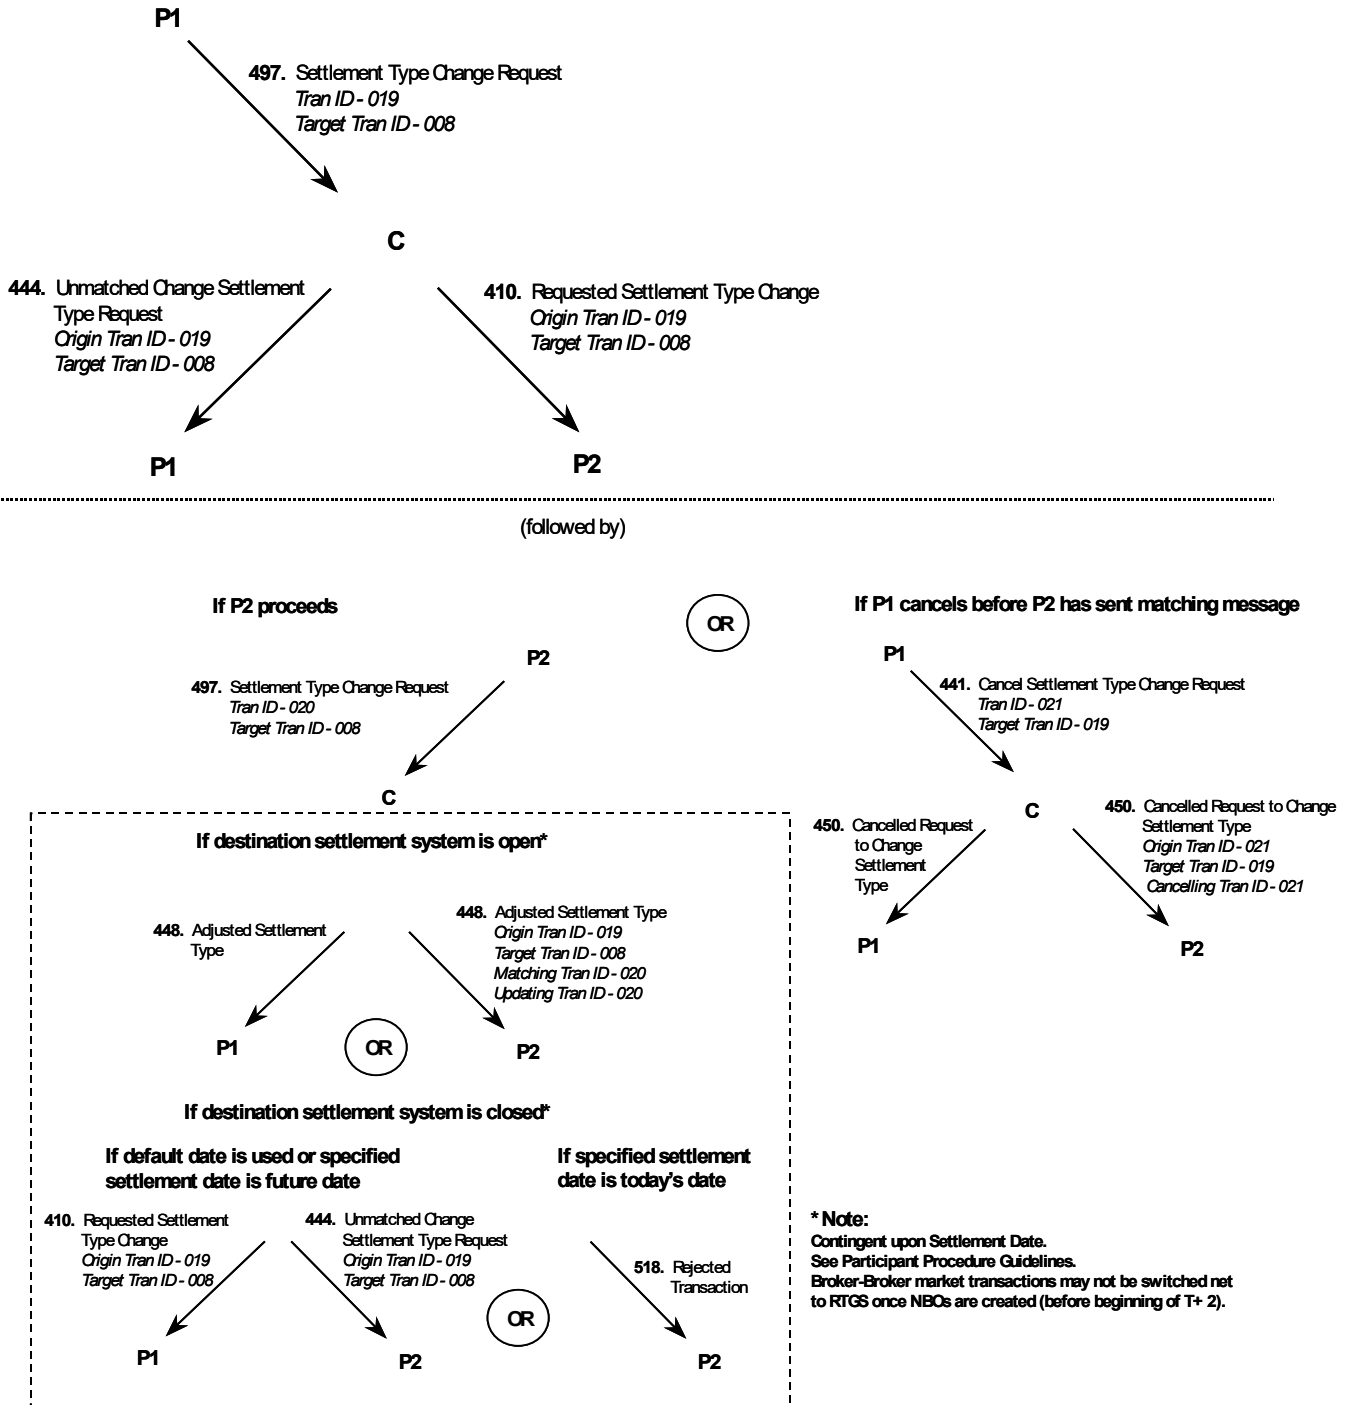 P1
497. Settlement Type Change Request
Tran ID - 019
Target Tran ID - 008
C
444. Unmatched Change Settlement
Type Request
Origin Tran ID - 019
Target Tran ID - 008
410. Requested Settlement Type Change
Origin Tran ID - 019
Target Tran ID - 008
P1
P2
(followed by)
If P2 proceeds
OR
If P1 cancels before P2 has sent matching message
P2
497. Settlement Type Change Request
Tran ID - 020
Target Tran ID - 008
C
P1
441. Cancel Settlement Type Change Request
Tran ID - 021
Target Tran ID - 019
C
450. Cancelled Request
to Change
Settlement
Type
450. Cancelled Request to Change
Settlement Type
Origin Tran ID - 021
Target Tran ID - 019
Cancelling Tran ID - 021
P1
P2
If destination settlement system is open*
448. Adjusted Settlement
Type
448. Adjusted Settlement Type
Origin Tran ID - 019
Target Tran ID - 008
Matching Tran ID - 020
Updating Tran ID - 020
P1
OR
P2
If destination settlement system is closed*
If default date is used or specified
settlement date is future date
If specified settlement
date is today's date
410. Requested Settlement
Type Change
Origin Tran ID - 019
Target Tran ID - 008
444. Unmatched Change
Settlement Type Request
Origin Tran ID - 019
Target Tran ID - 008
518. Rejected
Transaction
P1
P2
OR
P2
* Note:
Contingent upon Settlement Date.
See Participant Procedure Guidelines.
Broker-Broker market transactions may not be switched net
to RTGS once NBOs are created (before beginning of T+ 2).